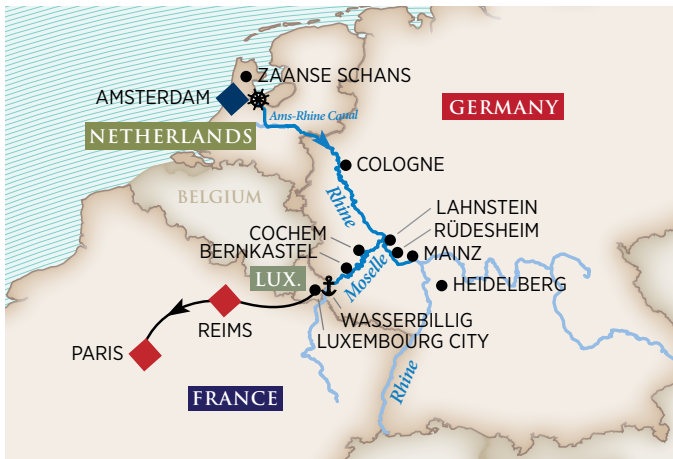 ZAANSE SCHANS
AMSTERDAM
GERMANY
Ams-Rhine Canal
NETHERLANDS
COLOGNE
BELGIUM
Rhine
LAHNSTEIN
COCHEM
RÜDESHEIM
BERNKASTEL
MAINZ
Moselle
LUX.
HEIDELBERG
WASSERBILLIG
REIMS
LUXEMBOURG CITY
PARIS
Rhine
FRANCE